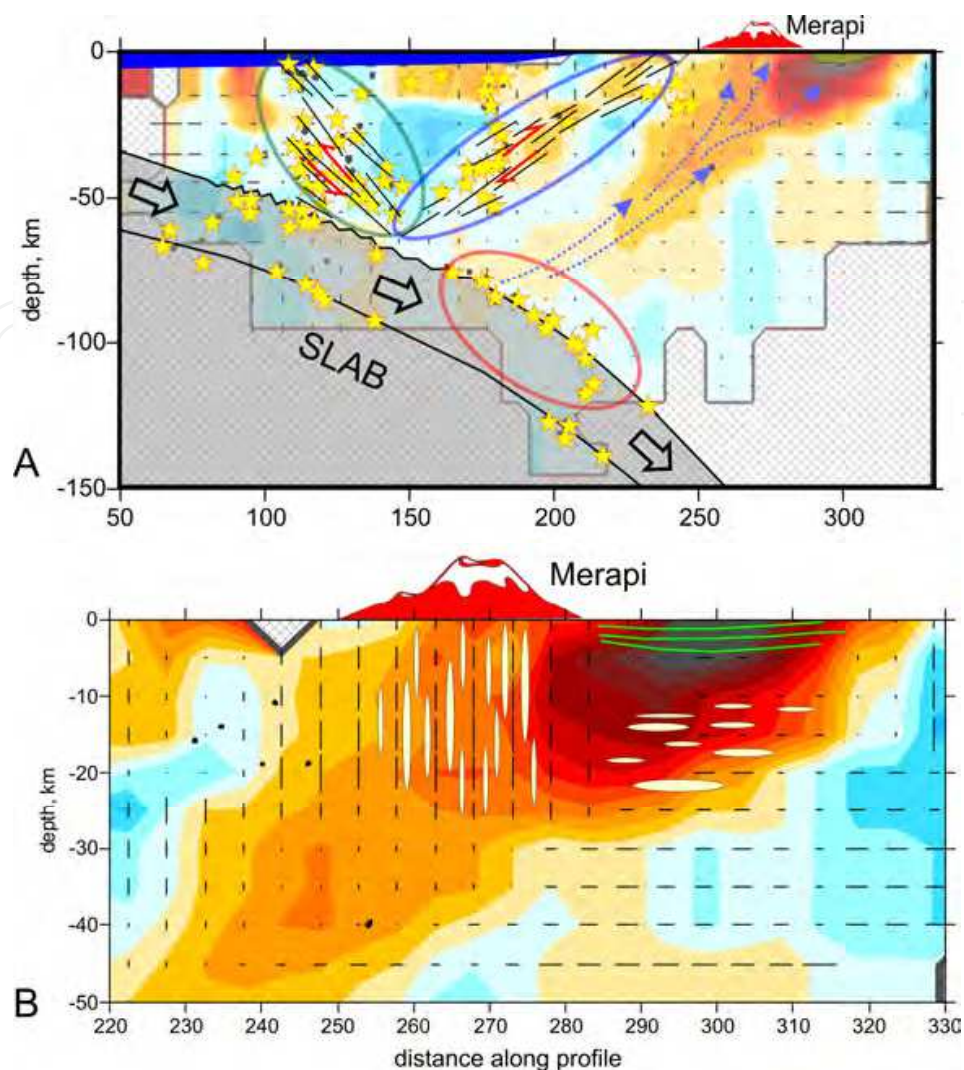 Merapi
0
-50
-100
-150
depth, km
SLAB
A
50 100 150 200 250 300
Merapi
0
-10
-20
-30
-40
-50
depth, km
B
220 230 240 250 260 270 280 290 300 310 320 330
distance along profile